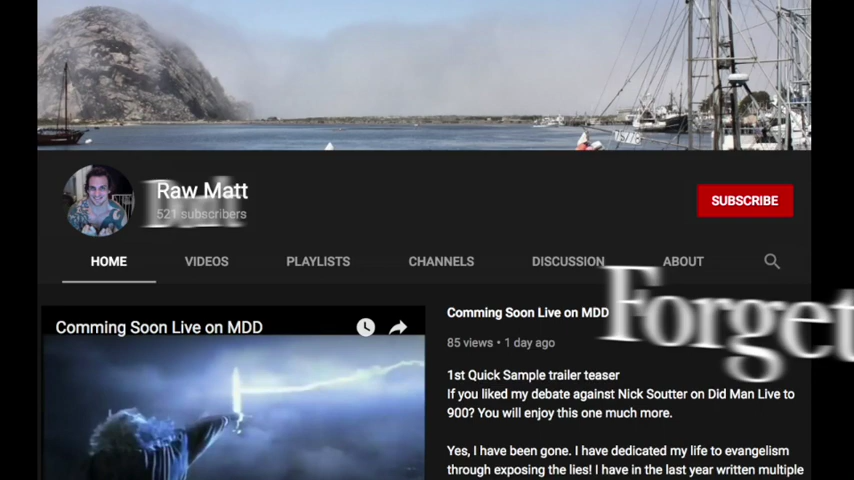 Raw Matt
521 subscribers
SUBSCRIBE
HOME VIDEOS PLAYLISTS CHANNELS DISCUSSION ABOUT
Comming Soon Live on MDD
Comming Soon Live on MDD
85 views • 1 day ago
1st Quick Sample trailer teaser
If you liked my debate against Nick Soutter on Did Man Live to
900? You will enjoy this one much more.
Yes, I have been gone. I have dedicated my life to evangelism
through exposing the lies! I have in the last year written multiple
Forget